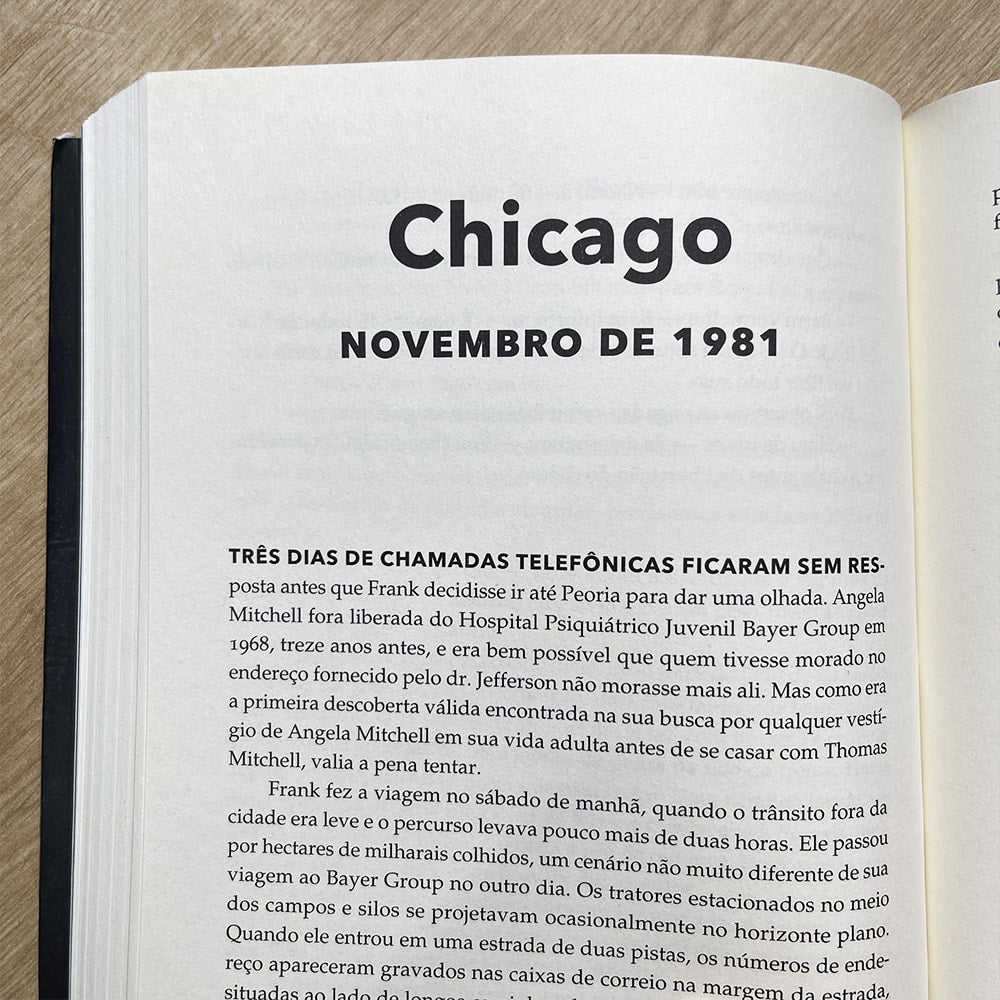 Chicago
NOVEMBRO DE 1981
TRÊS DIAS DE CHAMADAS TELEFÔNICAS FICARAM SEM RES-
posta antes que Frank decidisse ir até Peoria para dar uma olhada. Angela
Mitchell fora liberada do Hospital Psiquiátrico Juvenil Bayer Group em
1968, treze anos antes, e era bem possível que quem tivesse morado no
endereço fornecido pelo dr. Jefferson não morasse mais ali. Mas como era
a primeira descoberta válida encontrada na sua busca por qualquer vestí-
gio de Angela Mitchell em sua vida adulta antes de se casar com Thomas
Mitchell, valia a pena tentar.
Frank fez a viagem no sábado de manhã, quando o trânsito fora da
cidade era leve e o percurso levava pouco mais de duas horas. Ele passou
por hectares de milharais colhidos, um cenário não muito diferente de sua
viagem ao Bayer Group no outro dia. Os tratores estacionados no meio
dos campos e silos se projetavam ocasionalmente no horizonte plano.
Quando ele entrou em uma estrada de duas pistas, os números de ende-
reço apareceram gravados nas caixas de correio na margem da estrada,
situadas ao lado de